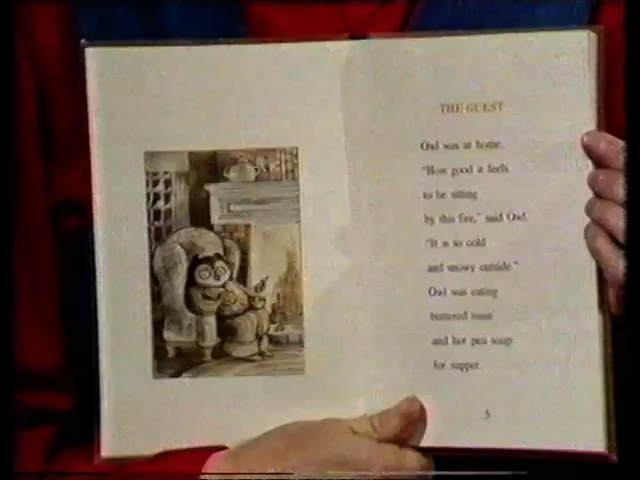 THE GUEST
Owl was at home.
"How good it feels
to be sitting
by this fire," said Owl.
"It is so cold
and snowy outside."
Owl was eating
buttered toast
and hot pea soup
for supper.
5